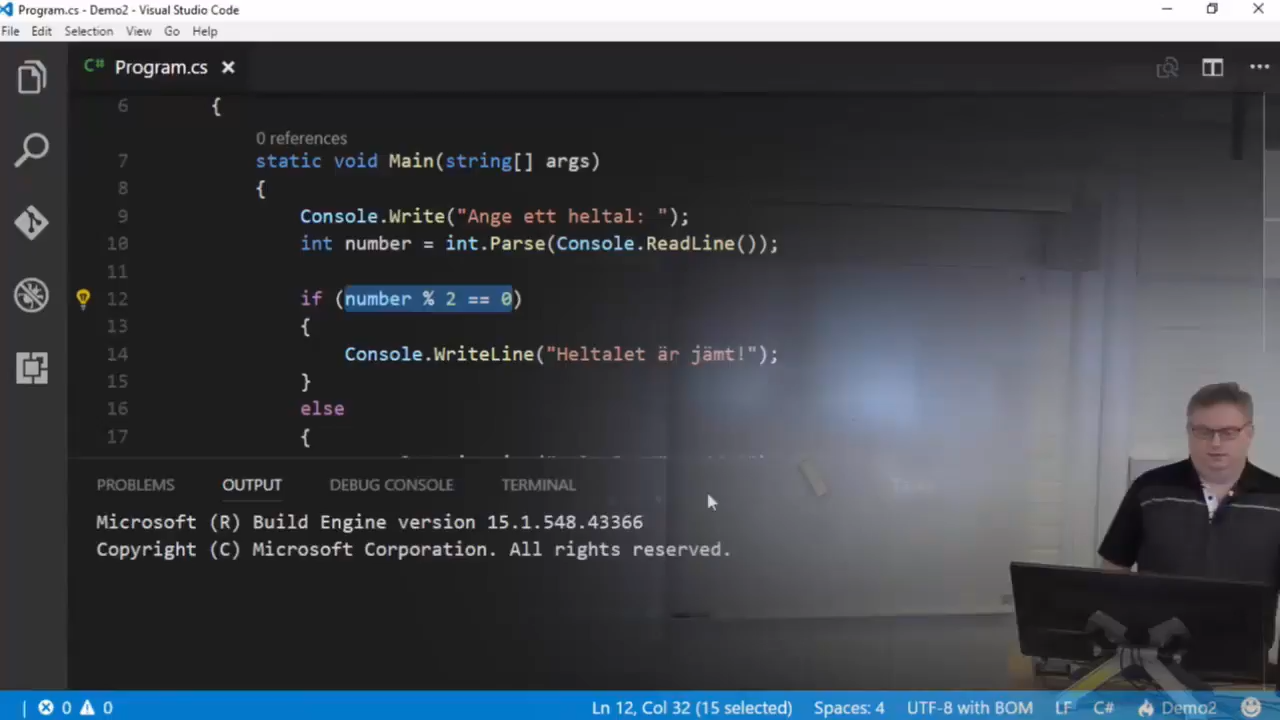 Program.cs - Demo2 - Visual Studio Code
File Edit Selection View Go Help
C# Program.cs
6 {
0 references
7 static void Main(string[] args)
8 {
9 Console.Write("Ange ett heltal: ");
10 int number = int.Parse(Console.ReadLine());
11
12 if (number % 2 == 0)
13 {
14 Console.WriteLine("Heltalet är jämt!");
15 }
16 else
17 {
PROBLEMS OUTPUT DEBUG CONSOLE TERMINAL
Microsoft (R) Build Engine version 15.1.548.43366
Copyright (C) Microsoft Corporation. All rights reserved.
0 0 Ln 12, Col 32 (15 selected) Spaces: 4 UTF-8 with BOM LF C# Demo2